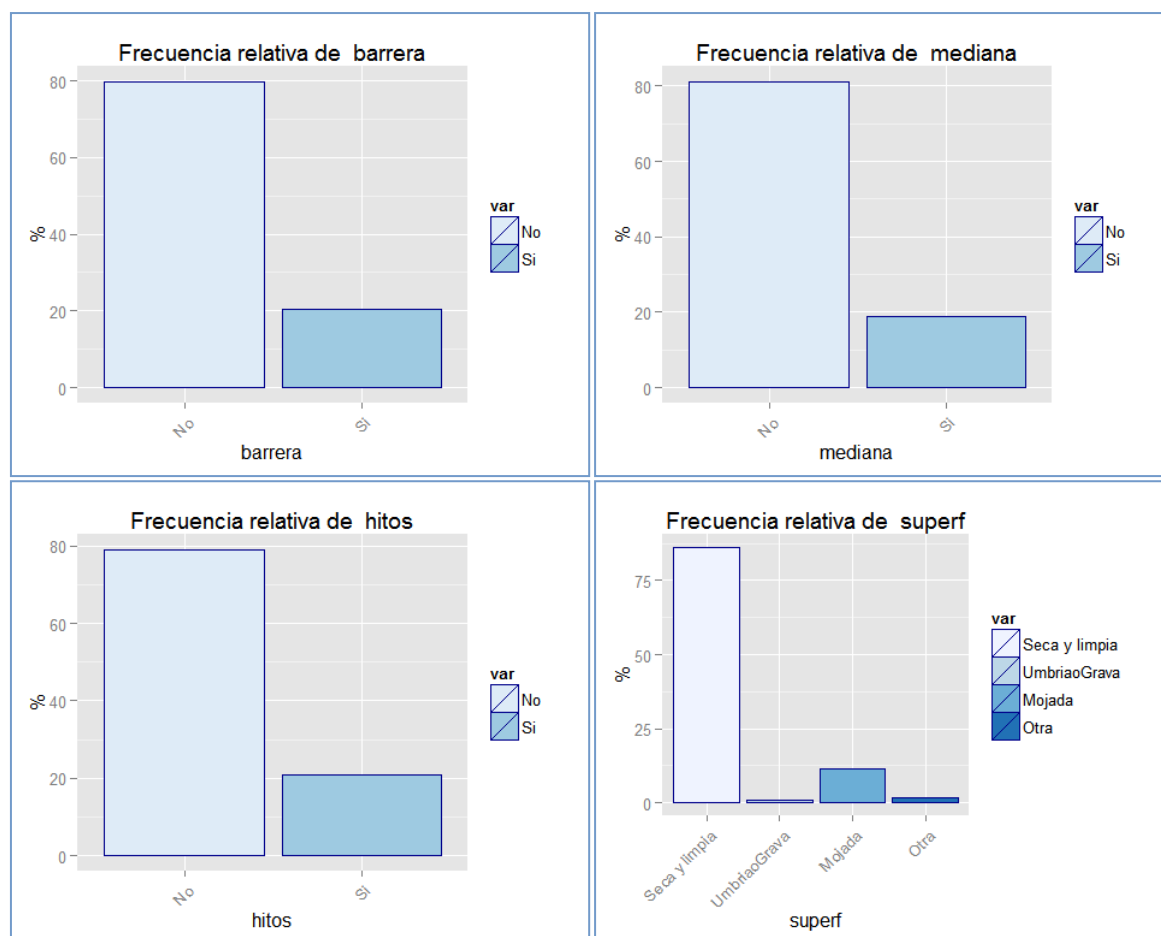 Frecuencia relativa de barrera
80
60
40
20
0
%
No
Si
barrera
var
No
Si
Frecuencia relativa de mediana
80
60
40
20
0
%
No
Si
mediana
var
No
Si
Frecuencia relativa de hitos
80
60
40
20
0
%
No
Si
hitos
var
No
Si
Frecuencia relativa de superf
75
50
25
0
%
Seca y limpia
UmbriaoGrava
Mojada
Otra
superf
var
Seca y limpia
UmbriaoGrava
Mojada
Otra